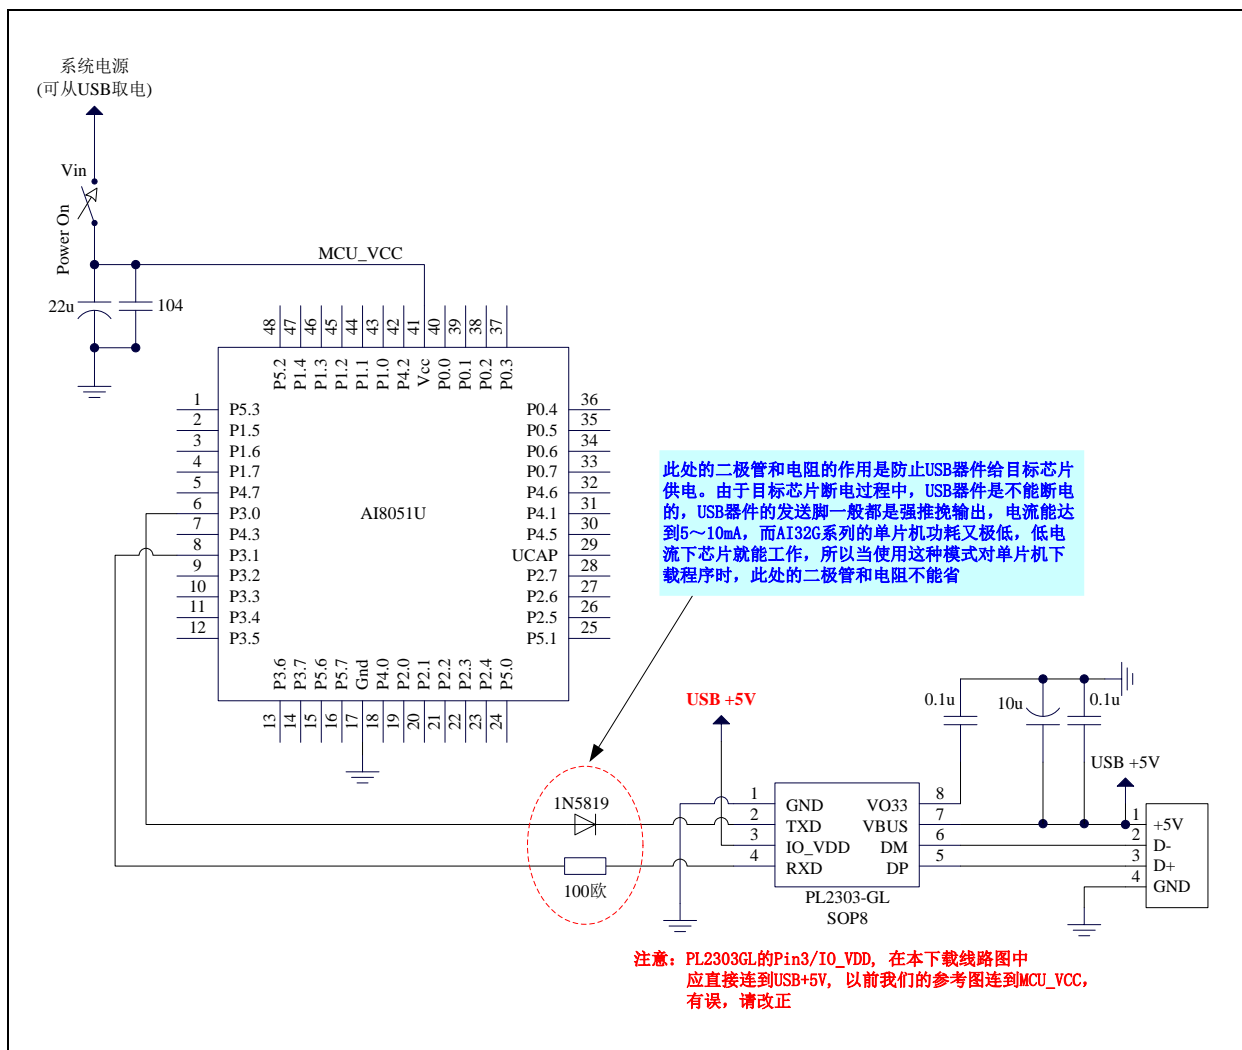 系统电源
(可从USB取电)
Vin
Power On
MCU_VCC
22u
104
48
47
46
45
44
43
42
41
40
39
38
37
P5.2
P1.4
P1.3
P1.2
P1.1
P1.0
P4.2
Vcc
P0.0
P0.1
P0.2
P0.3
1
P5.3
2
P1.5
3
P1.6
4
P1.7
5
P4.7
6
P3.0
7
P4.3
8
P3.1
9
P3.2
10
P3.3
11
P3.4
12
P3.5
AI8051U
P0.4
36
P0.5
35
P0.6
34
P0.7
33
P4.6
32
P4.1
31
P4.5
30
UCAP
29
P2.7
28
P2.6
27
P2.5
26
P5.1
25
P3.6
P3.7
P5.6
P5.7
Gnd
P4.0
P2.0
P2.1
P2.2
P2.3
P2.4
P5.0
13
14
15
16
17
18
19
20
21
22
23
24
此处的二极管和电阻的作用是防止USB器件给目标芯片
供电。由于目标芯片断电过程中，USB器件是不能断电
的，USB器件的发送脚一般都是强推挽输出，电流能达
到5～10mA，而AI32G系列的单片机功耗又极低，低电
流下芯片就能工作，所以当使用这种模式对单片机下
载程序时，此处的二极管和电阻不能省
USB +5V
0.1u
10u
0.1u
USB +5V
1N5819
100欧
1
GND
2
TXD
3
IO_VDD
4
RXD
VO33
8
VBUS
7
DM
6
DP
5
PL2303-GL
SOP8
1
+5V
2
D-
3
D+
4
GND
注意：PL2303GL的Pin3/IO_VDD, 在本下载线路图中
应直接连到USB+5V, 以前我们的参考图连到MCU_VCC,
有误，请改正